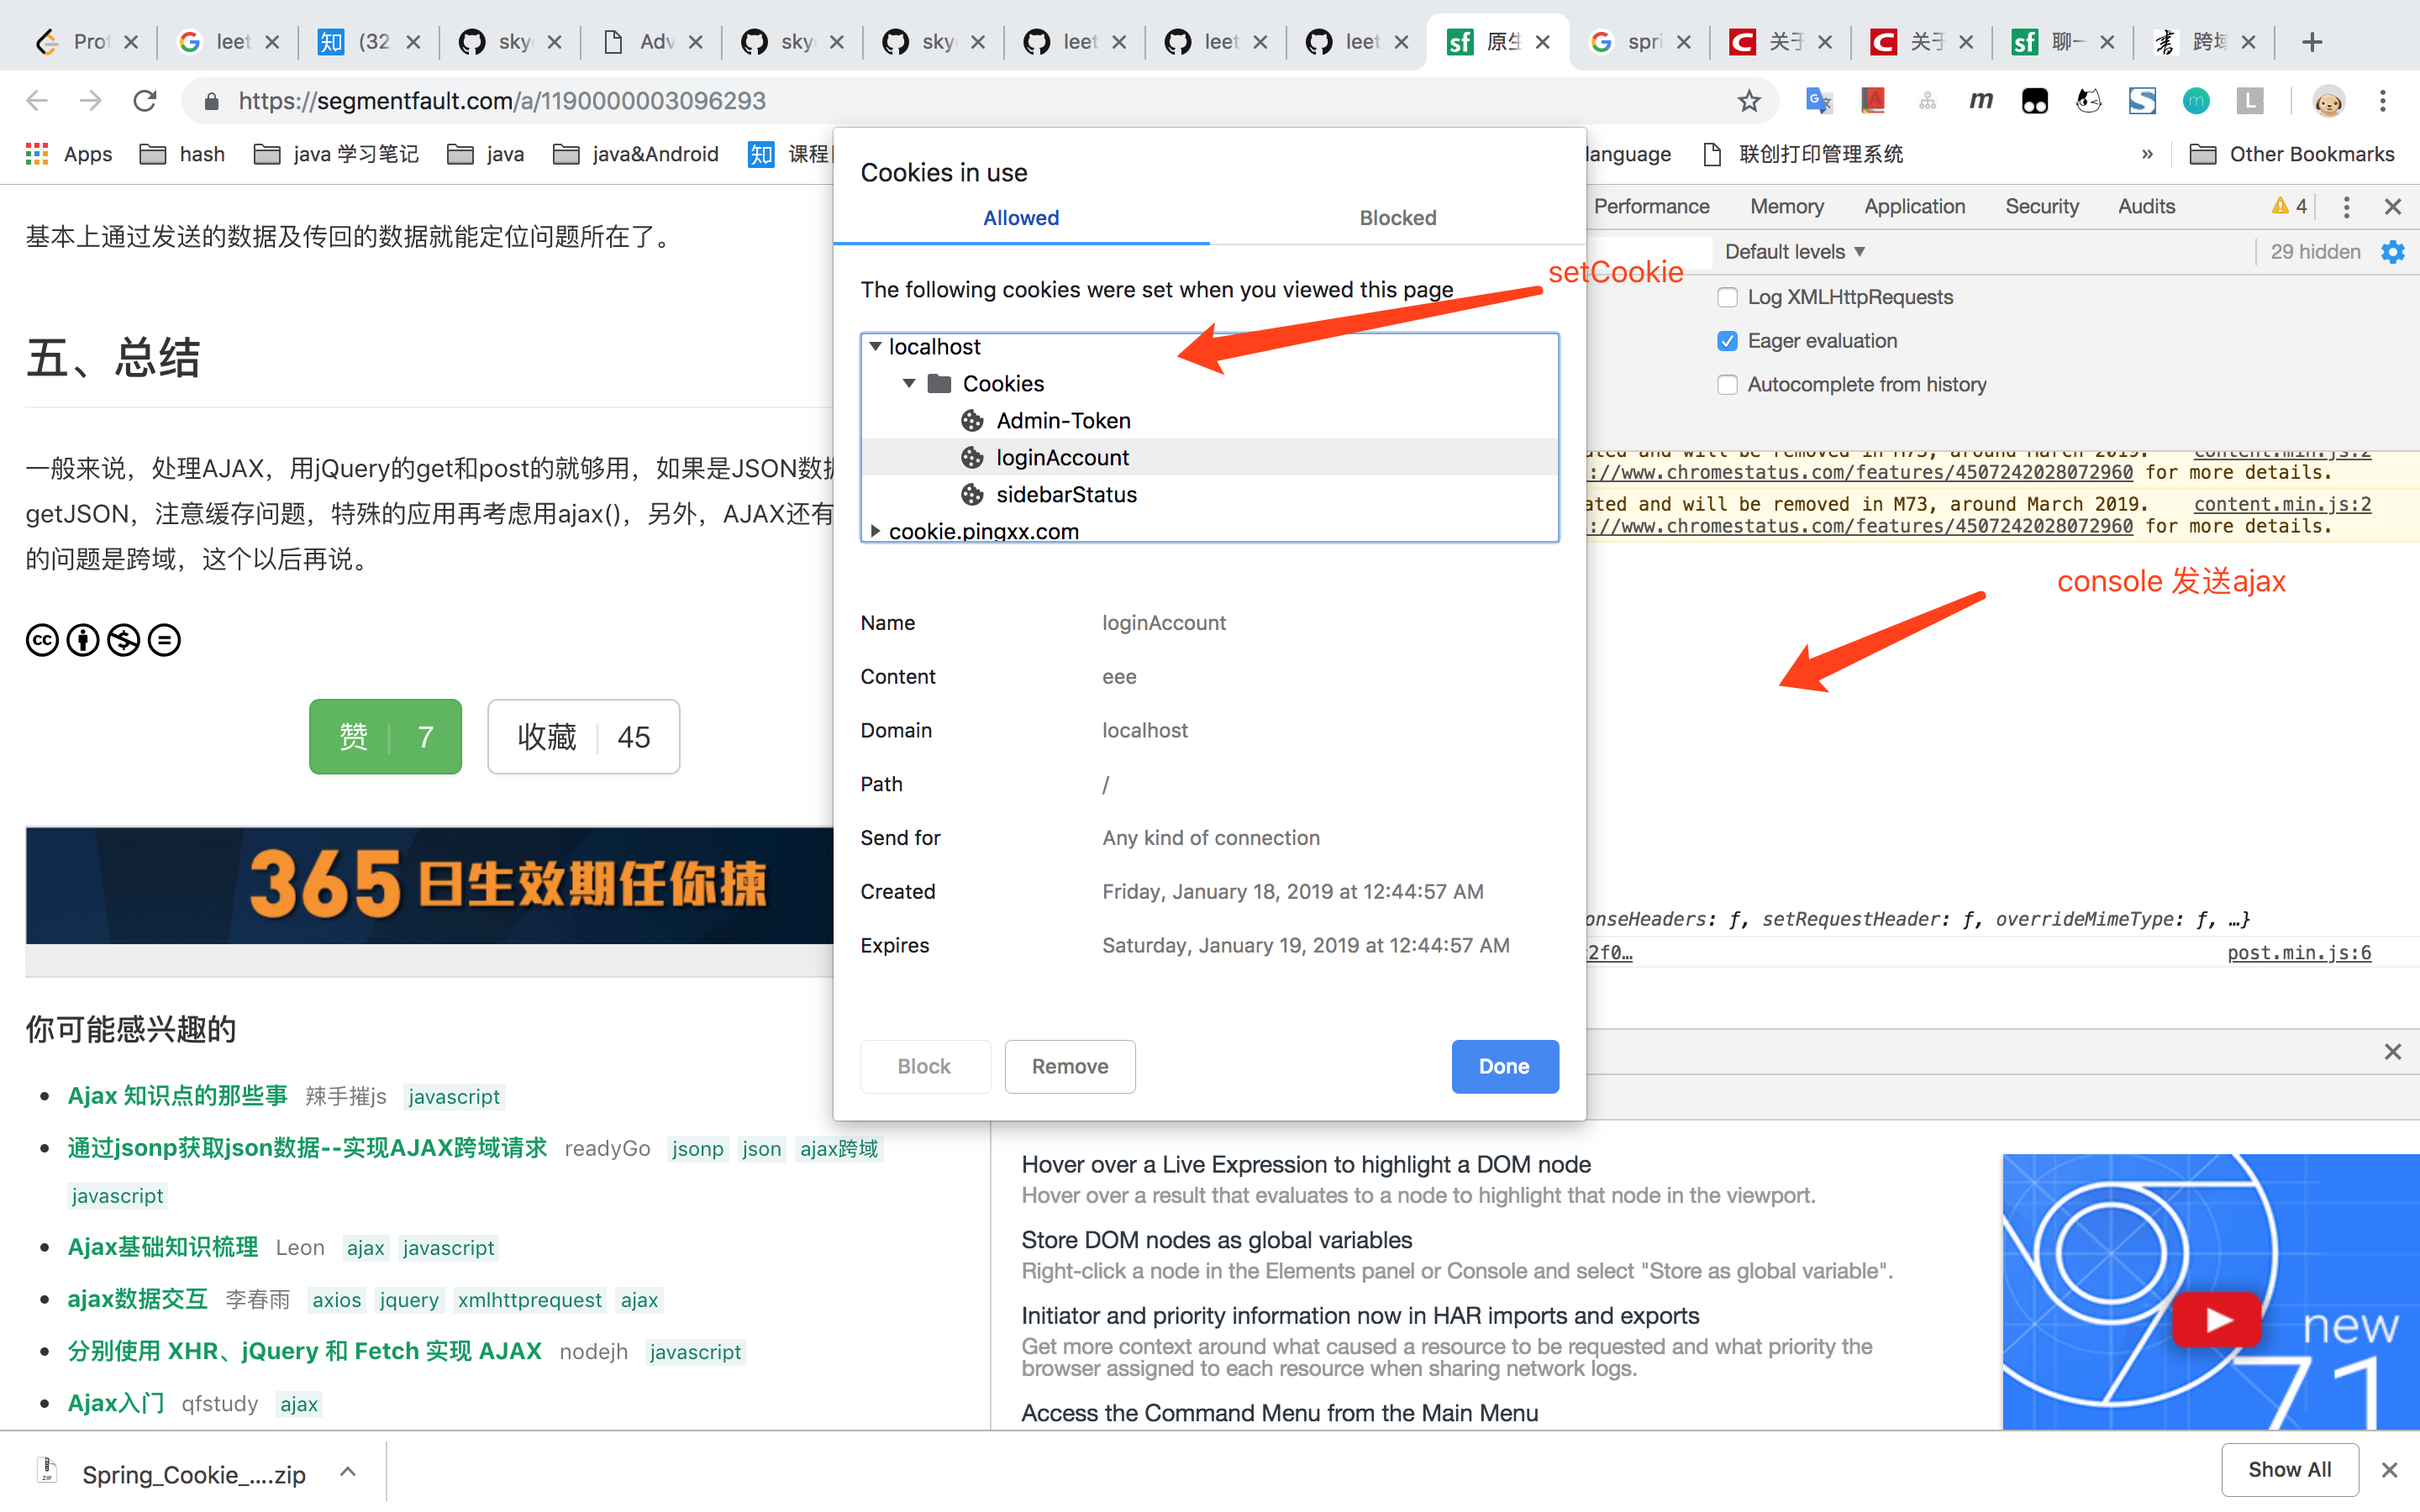 Prof
leet
(32
sky
Adv
sky
sky
leet
leet
leet
原生
spri
关于
关于
聊一
跨域
https://segmentfault.com/a/1190000003096293
Apps
hash
java 学习笔记
java
java&Android
课程
language
联创打印管理系统
»
Other Bookmarks
基本上通过发送的数据及传回的数据就能定位问题所在了。
五、总结
一般来说，处理AJAX，用jQuery的get和post的就够用，如果是JSON数据
getJSON，注意缓存问题，特殊的应用再考虑用ajax()，另外，AJAX还有
的问题是跨域，这个以后再说。
赞 7
收藏 45
365日生效期任你揀
你可能感兴趣的
Ajax 知识点的那些事 辣手摧js javascript
通过jsonp获取json数据--实现AJAX跨域请求 readyGo jsonp json ajax跨域
javascript
Ajax基础知识梳理 Leon ajax javascript
ajax数据交互 李春雨 axios jquery xmlhttprequest ajax
分别使用 XHR、jQuery 和 Fetch 实现 AJAX nodejh javascript
Ajax入门 qfstudy ajax
Cookies in use
Allowed Blocked
The following cookies were set when you viewed this page
localhost
Cookies
Admin-Token
loginAccount
sidebarStatus
cookie.pingxx.com
Name loginAccount
Content eee
Domain localhost
Path /
Send for Any kind of connection
Created Friday, January 18, 2019 at 12:44:57 AM
Expires Saturday, January 19, 2019 at 12:44:57 AM
Block Remove Done
setCookie
console 发送ajax
Performance Memory Application Security Audits 4
Default levels ▼ 29 hidden
Log XMLHttpRequests
Eager evaluation
Autocomplete from history
ated and will be removed in M73, around March 2019. content.min.js:2
://www.chromestatus.com/features/4507242028072960 for more details.
ated and will be removed in M73, around March 2019. content.min.js:2
://www.chromestatus.com/features/4507242028072960 for more details.
onseHeaders: ƒ, setRequestHeader: ƒ, overrideMimeType: ƒ, …}
2f0… post.min.js:6
Hover over a Live Expression to highlight a DOM node
Hover over a result that evaluates to a node to highlight that node in the viewport.
Store DOM nodes as global variables
Right-click a node in the Elements panel or Console and select "Store as global variable".
Initiator and priority information now in HAR imports and exports
Get more context around what caused a resource to be requested and what priority the
browser assigned to each resource when sharing network logs.
Access the Command Menu from the Main Menu
new
71
Spring_Cookie_....zip
Show All